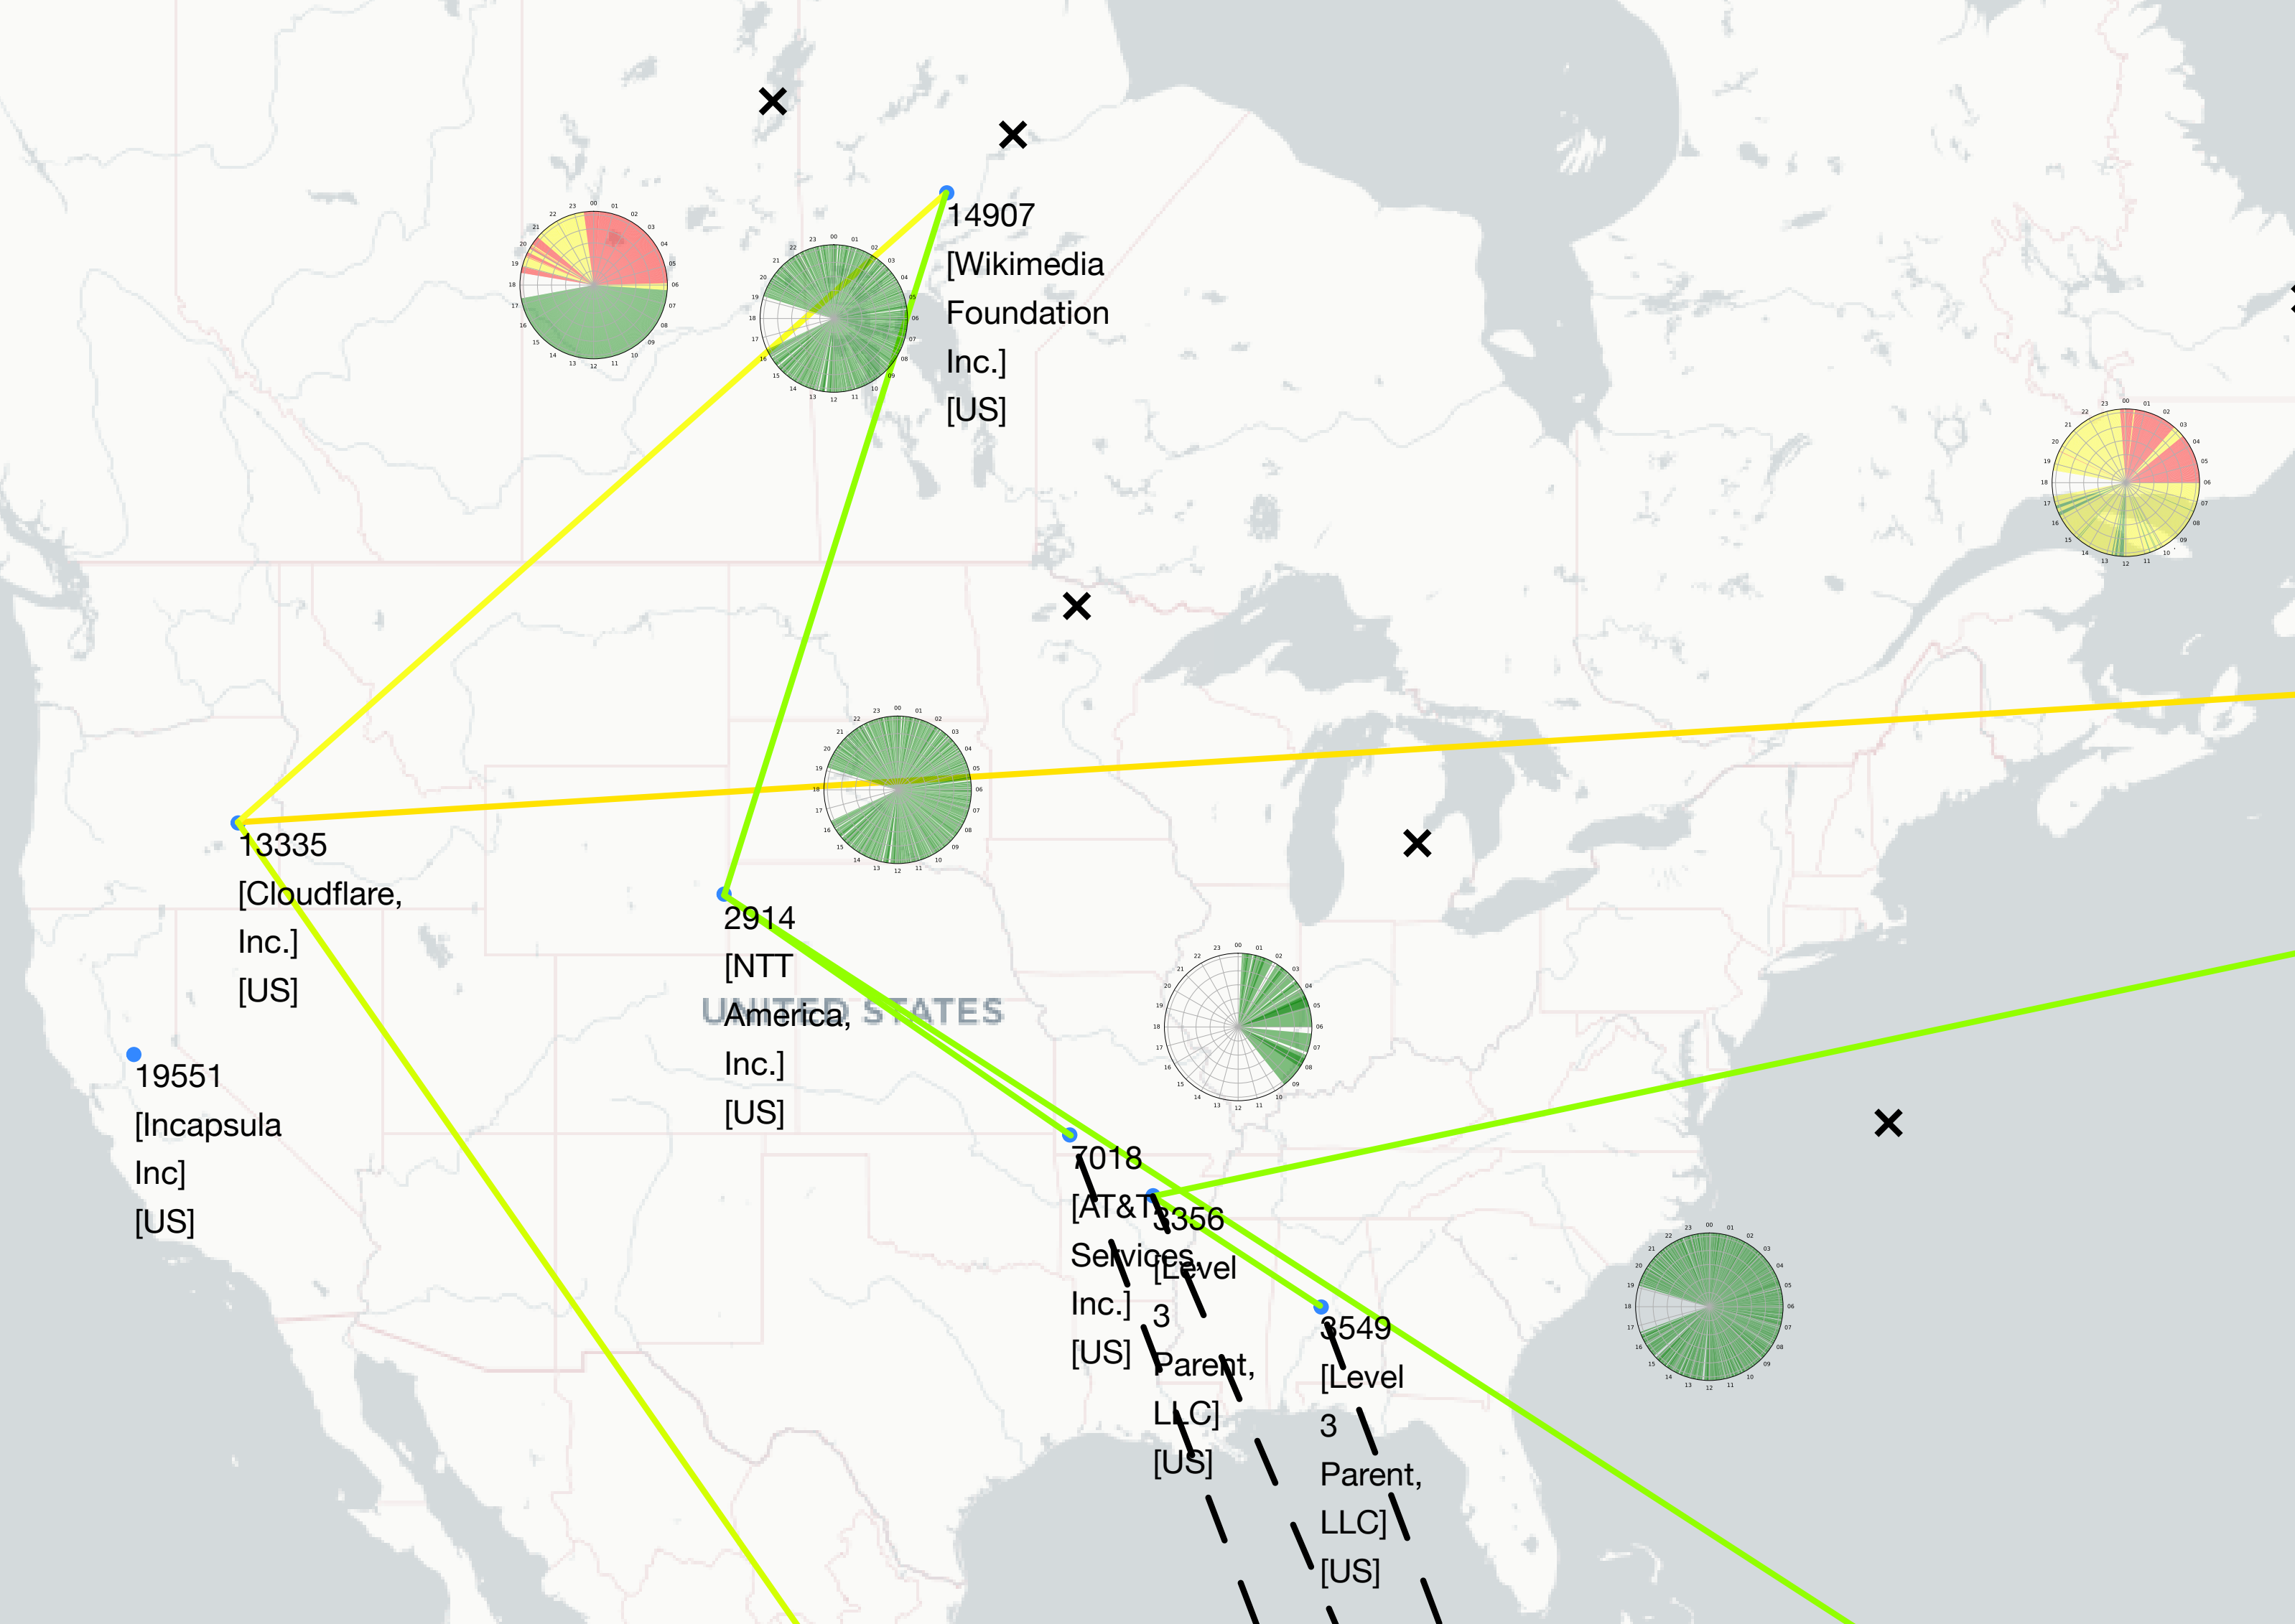 14907
[Wikimedia
Foundation
Inc.]
[US]
13335
[Cloudflare,
Inc.]
[US]
2914
[NTT
America,
Inc.]
[US]
UNITED STATES
19551
[Incapsula
Inc]
[US]
7018
[AT&T
Services,
Inc.]
[US]
3356
[Level
3
Parent,
LLC]
[US]
3549
[Level
3
Parent,
LLC]
[US]